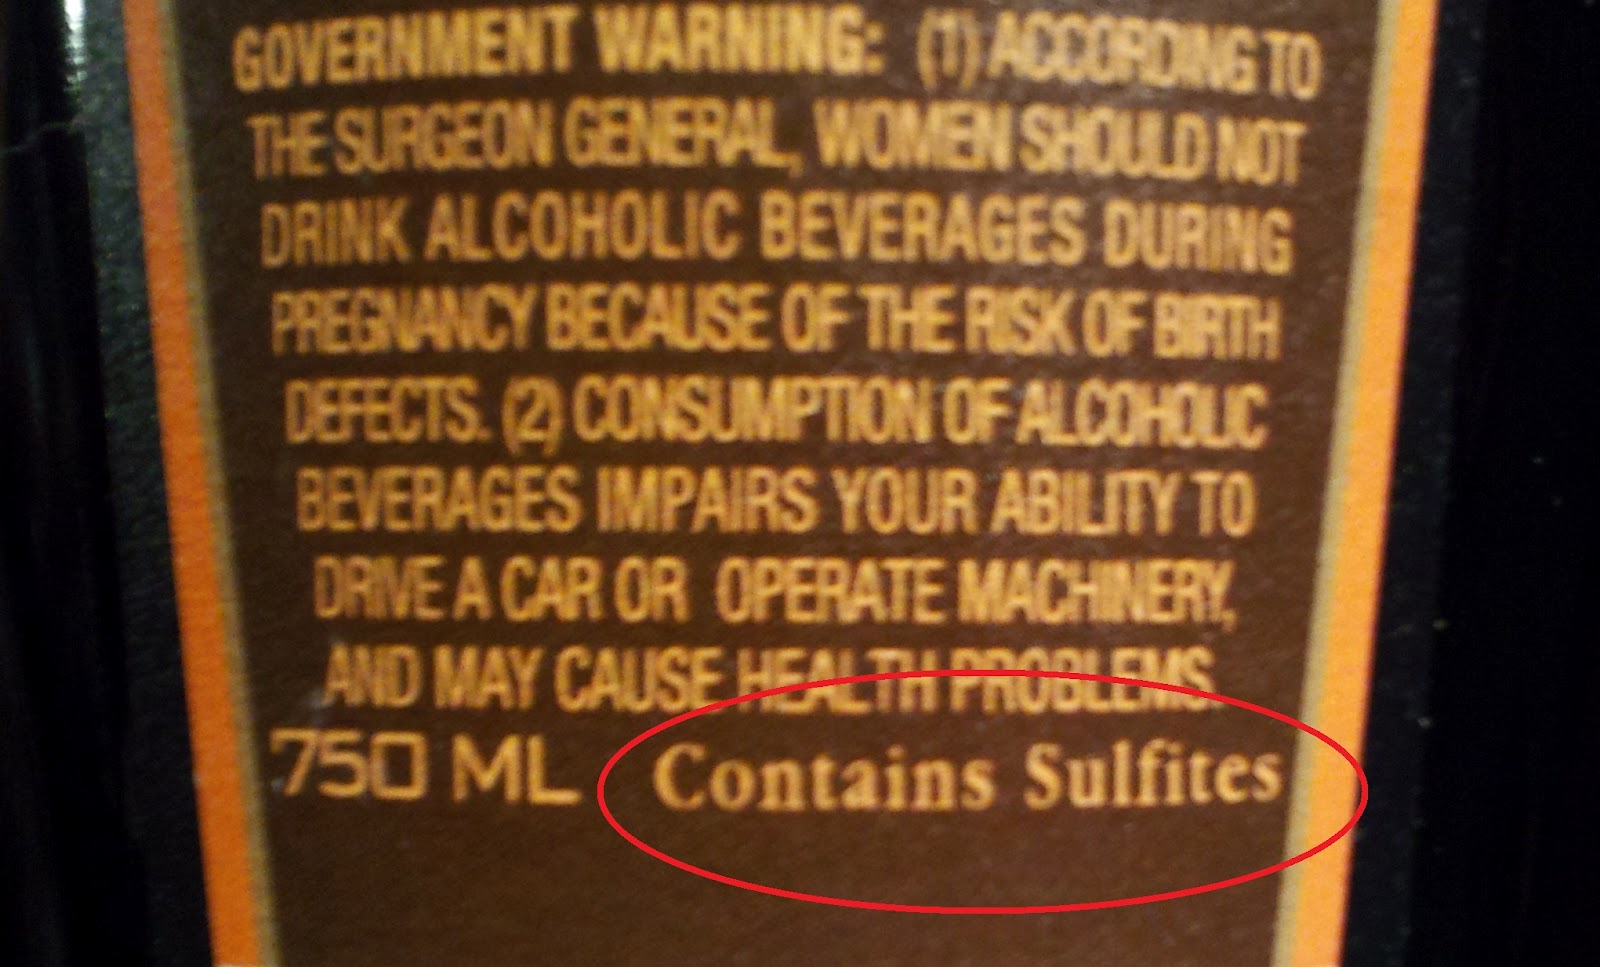 GOVERNMENT WARNING: (1) ACCORDING TO
THE SURGEON GENERAL, WOMEN SHOULD NOT
DRINK ALCOHOLIC BEVERAGES DURING
PREGNANCY BECAUSE OF THE RISK OF BIRTH
DEFECTS. (2) CONSUMPTION OF ALCOHOLIC
BEVERAGES IMPAIRS YOUR ABILITY TO
DRIVE A CAR OR OPERATE MACHINERY,
AND MAY CAUSE HEALTH PROBLEMS.
750 ML Contains Sulfites